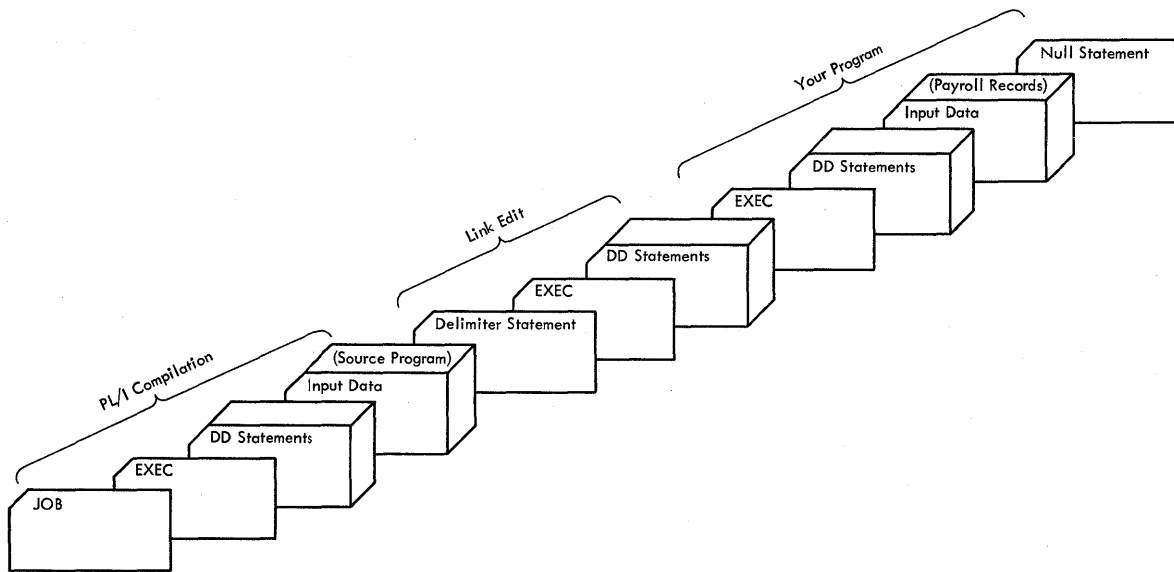 Your Program
Null Statement
(Payroll Records)
Input Data
DD Statements
EXEC
Link Edit
DD Statements
EXEC
Delimiter Statement
PL/I Compilation
(Source Program)
Input Data
DD Statements
EXEC
JOB